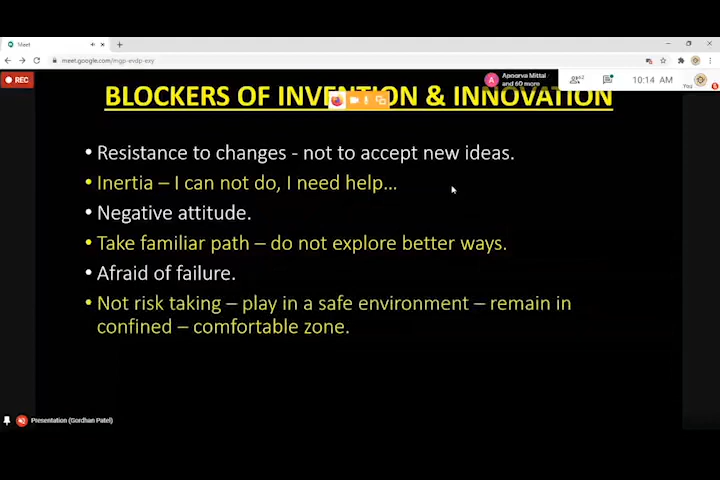 Meet
meet.google.com/mgp-endp-exy
REC
Apoorva Mittal
and 60 more
62
10:14 AM
You
BLOCKERS OF INVENTION & INNOVATION
• Resistance to changes - not to accept new ideas.
• Inertia – I can not do, I need help...
• Negative attitude.
• Take familiar path – do not explore better ways.
• Afraid of failure.
• Not risk taking – play in a safe environment – remain in
confined – comfortable zone.
Presentation (Gordhan Patel)